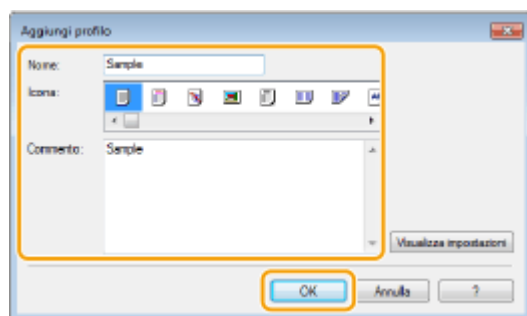 Aggiungi profilo
Nome: Sample
Icona:
Commento: Sample
Visualizza impostazioni
OK Annulla ?